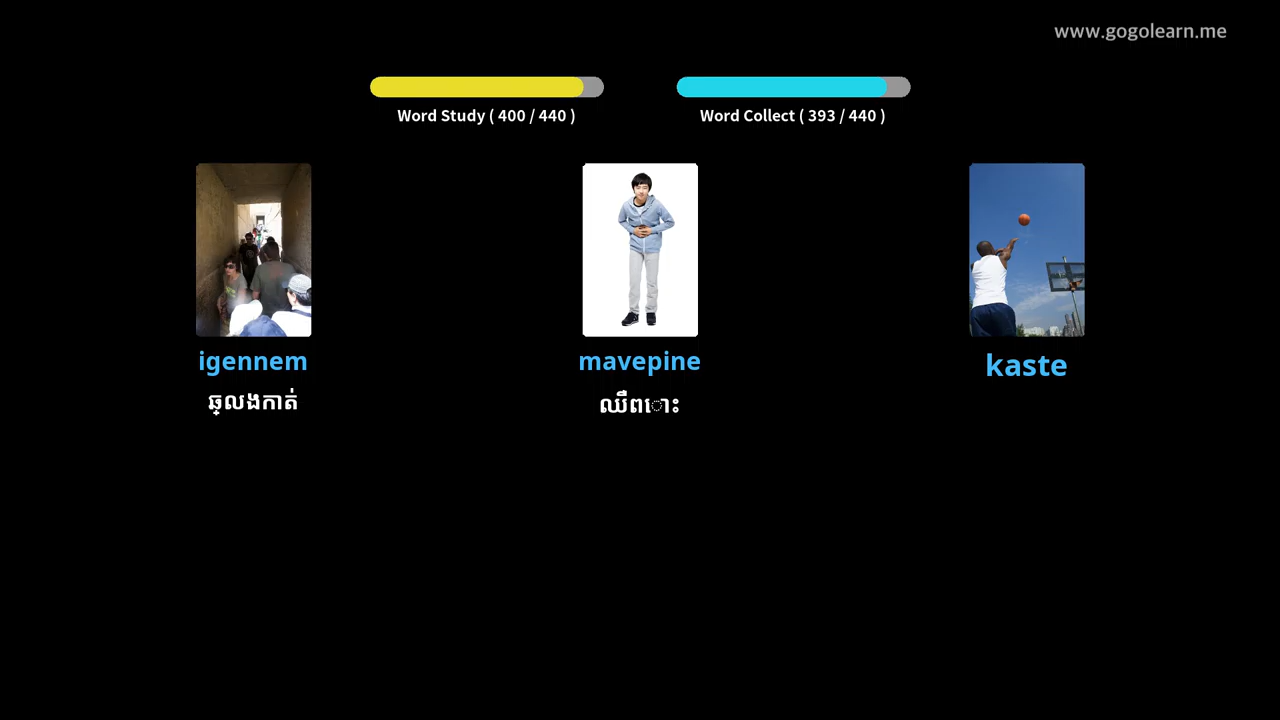 www.gogolearn.me
Word Study ( 400 / 440 )
Word Collect ( 393 / 440 )
igennem
mavepine
kaste
ឆ្លងកាត់
ឈឺពោះ